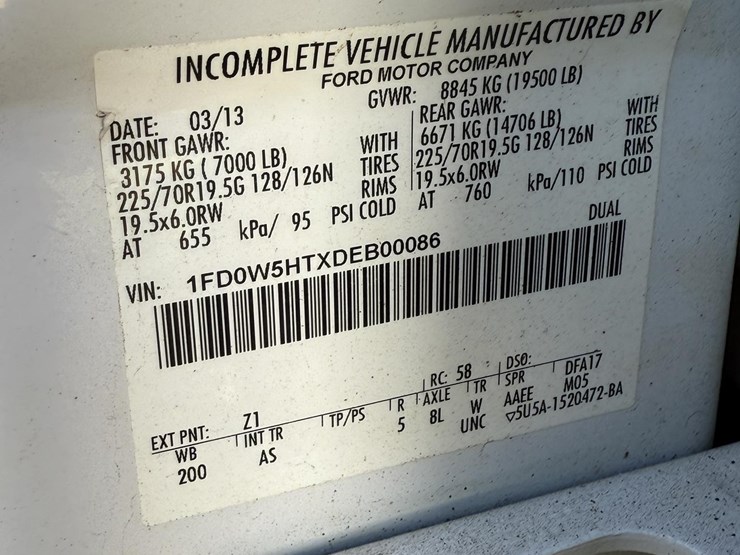 INCOMPLETE VEHICLE MANUFACTURED BY
FORD MOTOR COMPANY
DATE: 03/13 GVWR: 8845 KG (19500 LB)
FRONT GAWR: REAR GAWR:
3175 KG ( 7000 LB) WITH 6671 KG (14706 LB) WITH
225/70R19.5G 128/126N TIRES 225/70R19.5G 128/126N TIRES
19.5x6.0RW RIMS 19.5x6.0RW RIMS
AT 655 kPa/ 95 PSI COLD AT 760 kPa/110 PSI COLD
DUAL
VIN: 1FD0W5HTXDEB00086
EXT PNT: Z1 RC: 58 DSO:
WB INT TR TP/PS R AXLE TR SPR DFA17
200 AS 5 8L W AAEE M05
UNC ▽5U5A-1520472-BA